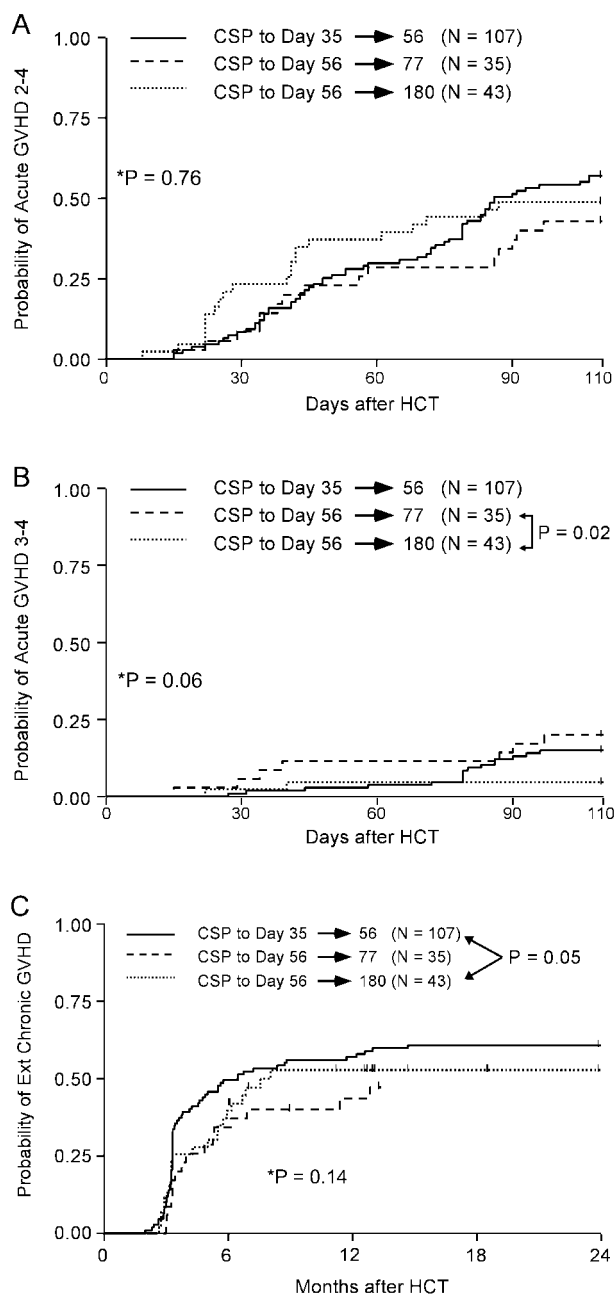 A
CSP to Day 35 → 56 (N = 107)
CSP to Day 56 → 77 (N = 35)
CSP to Day 56 → 180 (N = 43)
Probability of Acute GVHD 2-4
1.00
0.75
0.50
0.25
0.00
*P = 0.76
0 30 60 90 110
Days after HCT
B
CSP to Day 35 → 56 (N = 107)
CSP to Day 56 → 77 (N = 35)
CSP to Day 56 → 180 (N = 43)
P = 0.02
Probability of Acute GVHD 3-4
1.00
0.75
0.50
0.25
0.00
*P = 0.06
0 30 60 90 110
Days after HCT
C
CSP to Day 35 → 56 (N = 107)
CSP to Day 56 → 77 (N = 35)
CSP to Day 56 → 180 (N = 43)
P = 0.05
Probability of Ext Chronic GVHD
1.00
0.75
0.50
0.25
0.00
*P = 0.14
0 6 12 18 24
Months after HCT